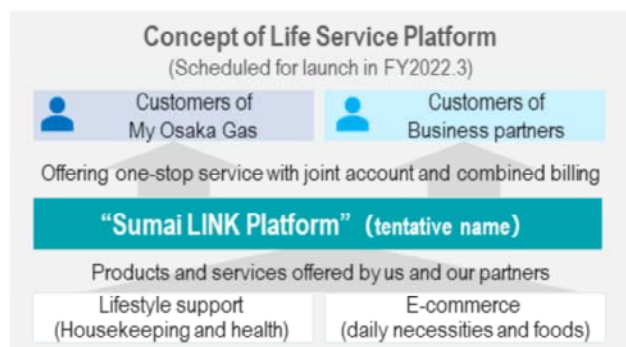 Concept of Life Service Platform
(Scheduled for launch in FY2022.3)
Customers of
My Osaka Gas
Customers of
Business partners
Offering one-stop service with joint account and combined billing
“Sumai LINK Platform” (tentative name)
Products and services offered by us and our partners
Lifestyle support
(Housekeeping and health)
E-commerce
(daily necessities and foods)